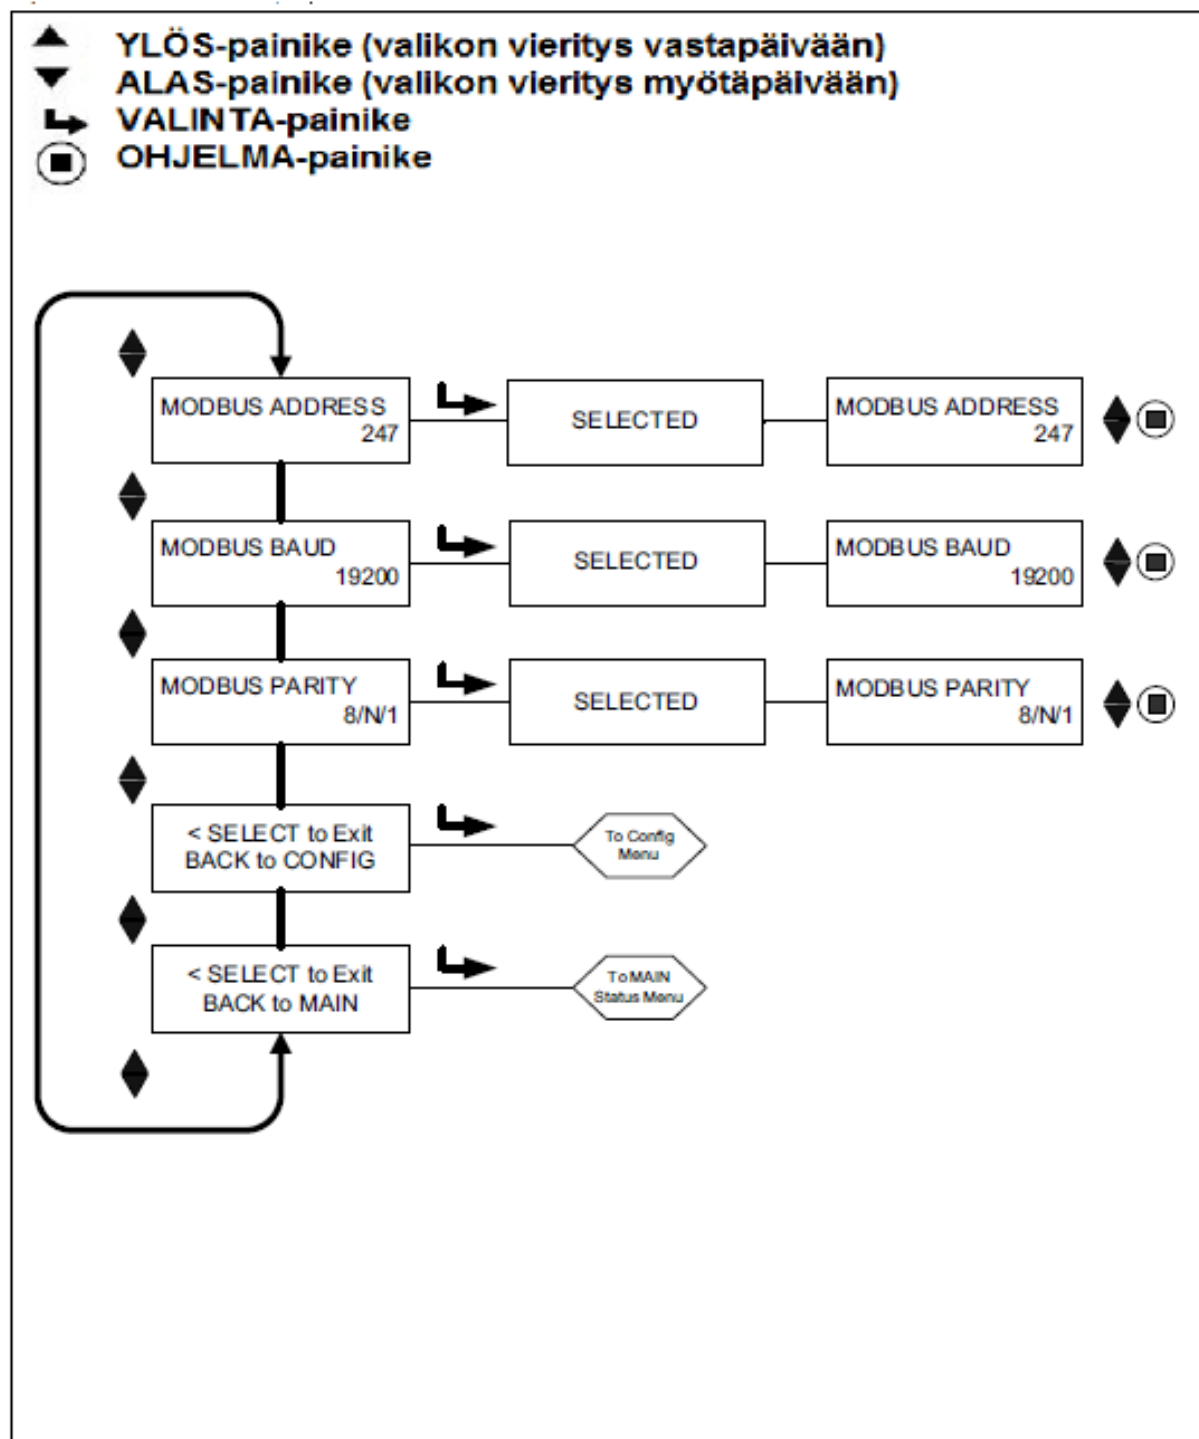 YLÖS-painike (valikon vieritys vastapäivään)
ALAS-painike (valikon vieritys myötäpäivään)
VALINTA-painike
OHJELMA-painike
MODBUS ADDRESS
247
SELECTED
MODBUS ADDRESS
247
MODBUS BAUD
19200
SELECTED
MODBUS BAUD
19200
MODBUS PARITY
8/N/1
SELECTED
MODBUS PARITY
8/N/1
< SELECT to Exit
BACK to CONFIG
To Config
Menu
< SELECT to Exit
BACK to MAIN
To MAIN
Status Menu